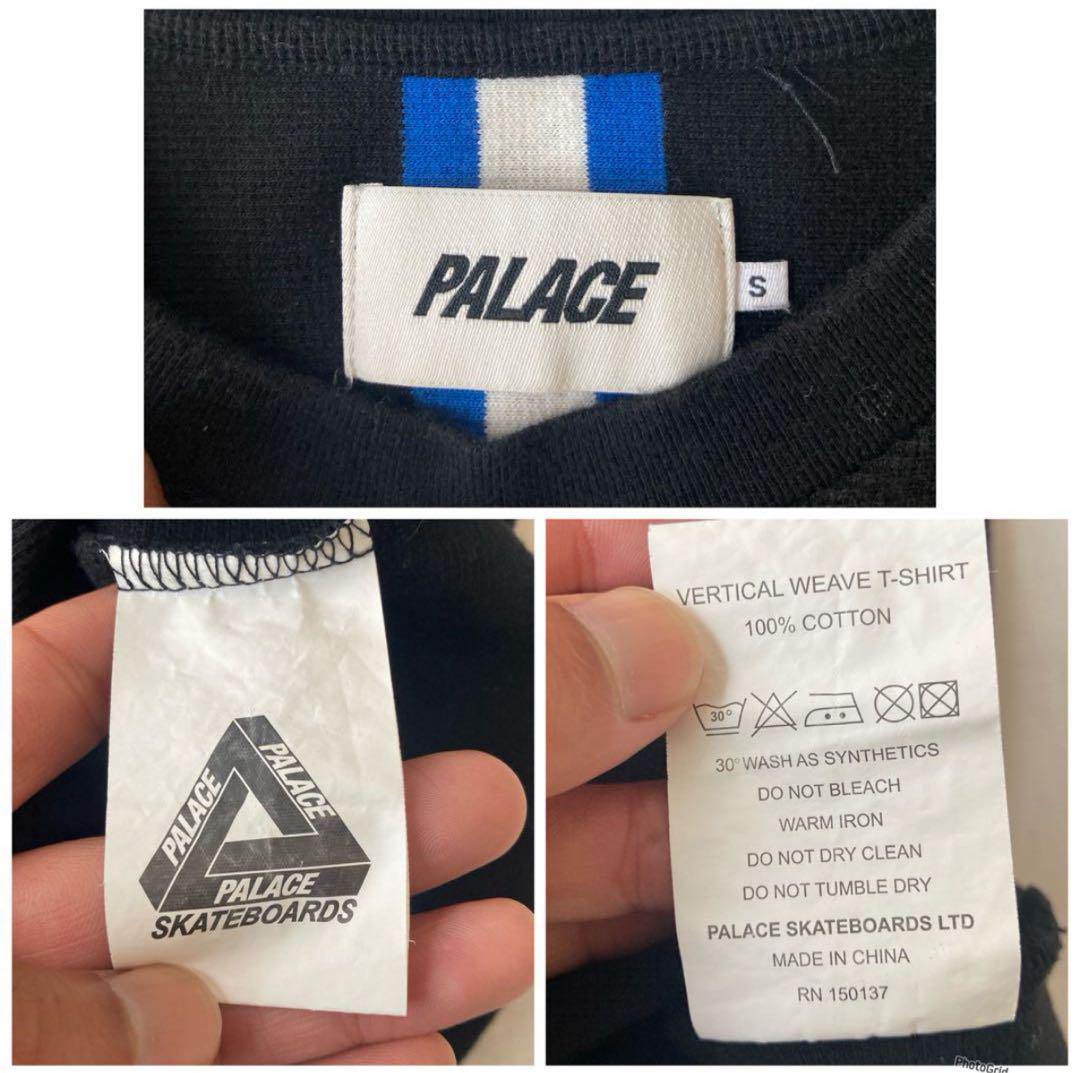 PALACE
S
PALACE
PALACE
PALACE
SKATEBOARDS
VERTICAL WEAVE T-SHIRT
100% COTTON
30°
30° WASH AS SYNTHETICS
DO NOT BLEACH
WARM IRON
DO NOT DRY CLEAN
DO NOT TUMBLE DRY
PALACE SKATEBOARDS LTD
MADE IN CHINA
RN 150137
PhotoGrid